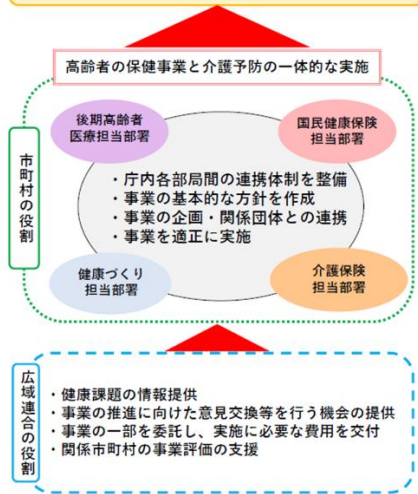 高齢者の保健事業と介護予防の一体的な実施
市町村の役割
後期高齢者
医療担当部署
国民健康保険
担当部署
・庁内各部局間の連携体制を整備
・事業の基本的な方針を作成
・事業の企画・関係団体との連携
・事業を適正に実施
健康づくり
担当部署
介護保険
担当部署
広域連合の役割
・健康課題の情報提供
・事業の推進に向けた意見交換等を行う機会の提供
・事業の一部を委託し、実施に必要な費用を交付
・関係市町村の事業評価の支援